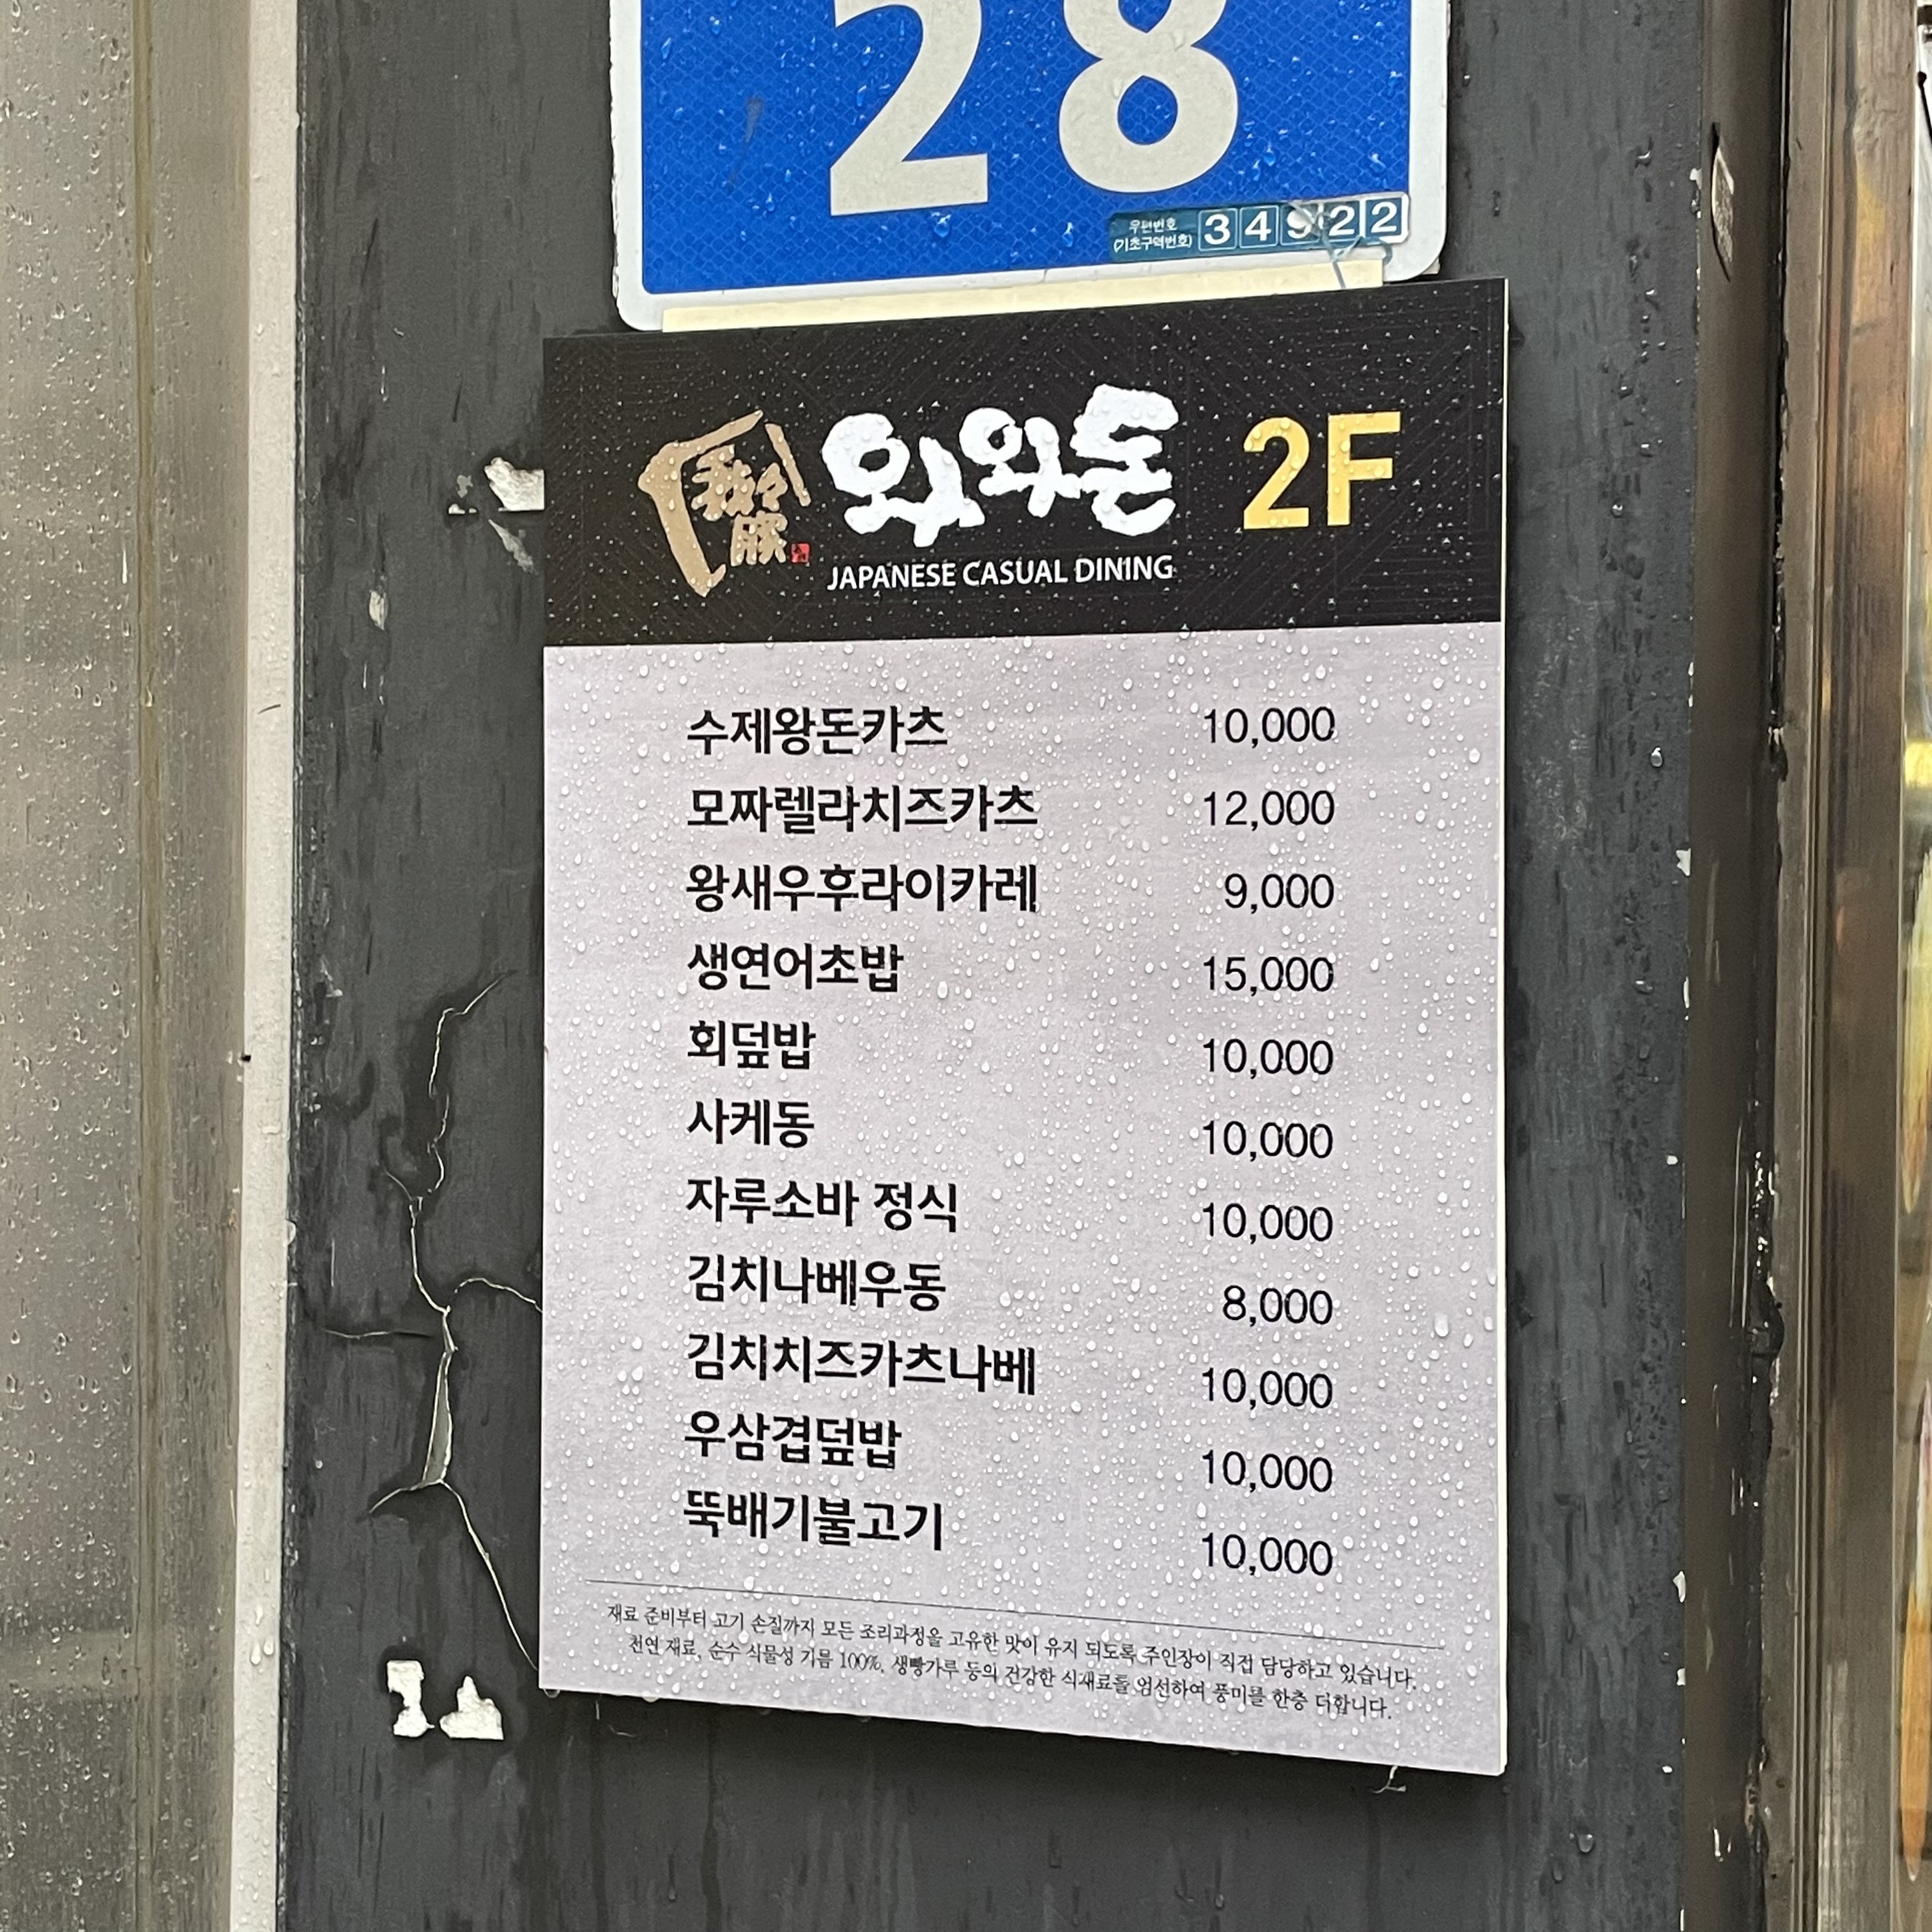 28
우편번호
(기초구역번호)
34922
와와돈 2F
豚
JAPANESE CASUAL DINING
수제왕돈카츠 10,000
모짜렐라치즈카츠 12,000
왕새우후라이카레 9,000
생연어초밥 15,000
회덮밥 10,000
사케동 10,000
자루소바 정식 10,000
김치나베우동 8,000
김치치즈카츠나베 10,000
우삼겹덮밥 10,000
뚝배기불고기 10,000
재료 준비부터 고기 손질까지 모든 조리과정을 고유한 맛이 유지 되도록 주인장이 직접 담당하고 있습니다.
천연 재료, 순수 식물성 기름 100%, 생빵가루 등의 건강한 식재료를 엄선하여 풍미를 한층 더합니다.